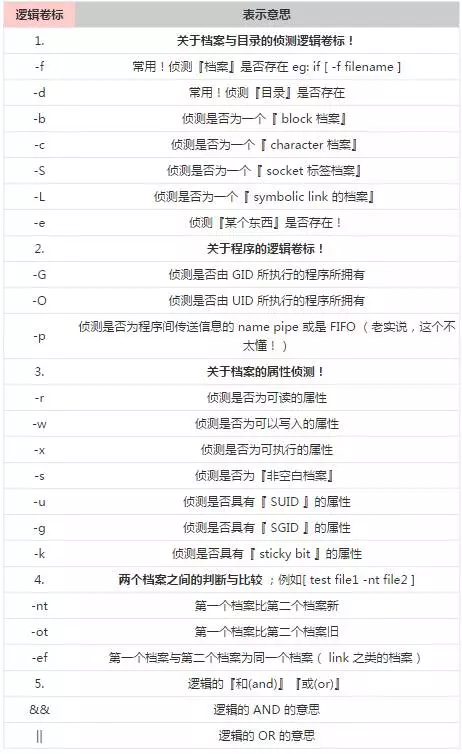 逻辑卷标 表示意思
1. 关于档案与目录的侦测逻辑卷标！
-f 常用！侦测『档案』是否存在 eg: if [ -f filename ]
-d 常用！侦测『目录』是否存在
-b 侦测是否为一个『 block 档案』
-c 侦测是否为一个『 character 档案』
-S 侦测是否为一个『 socket 标签档案』
-L 侦测是否为一个『 symbolic link 的档案』
-e 侦测『某个东西』是否存在！
2. 关于程序的逻辑卷标！
-G 侦测是否由 GID 所执行的程序所拥有
-O 侦测是否由 UID 所执行的程序所拥有
-p 侦测是否为程序间传送信息的 name pipe 或是 FIFO （老实说，这个不
太懂！）
3. 关于档案的属性侦测！
-r 侦测是否为可读的属性
-w 侦测是否为可以写入的属性
-x 侦测是否为可执行的属性
-s 侦测是否为『非空白档案』
-u 侦测是否具有『 SUID 』的属性
-g 侦测是否具有『 SGID 』的属性
-k 侦测是否具有『 sticky bit 』的属性
4. 两个档案之间的判断与比较 ；例如[ test file1 -nt file2 ]
-nt 第一个档案比第二个档案新
-ot 第一个档案比第二个档案旧
-ef 第一个档案与第二个档案为同一个档案（ link 之类的档案）
5. 逻辑的『和(and)』『或(or)』
&& 逻辑的 AND 的意思
|| 逻辑的 OR 的意思